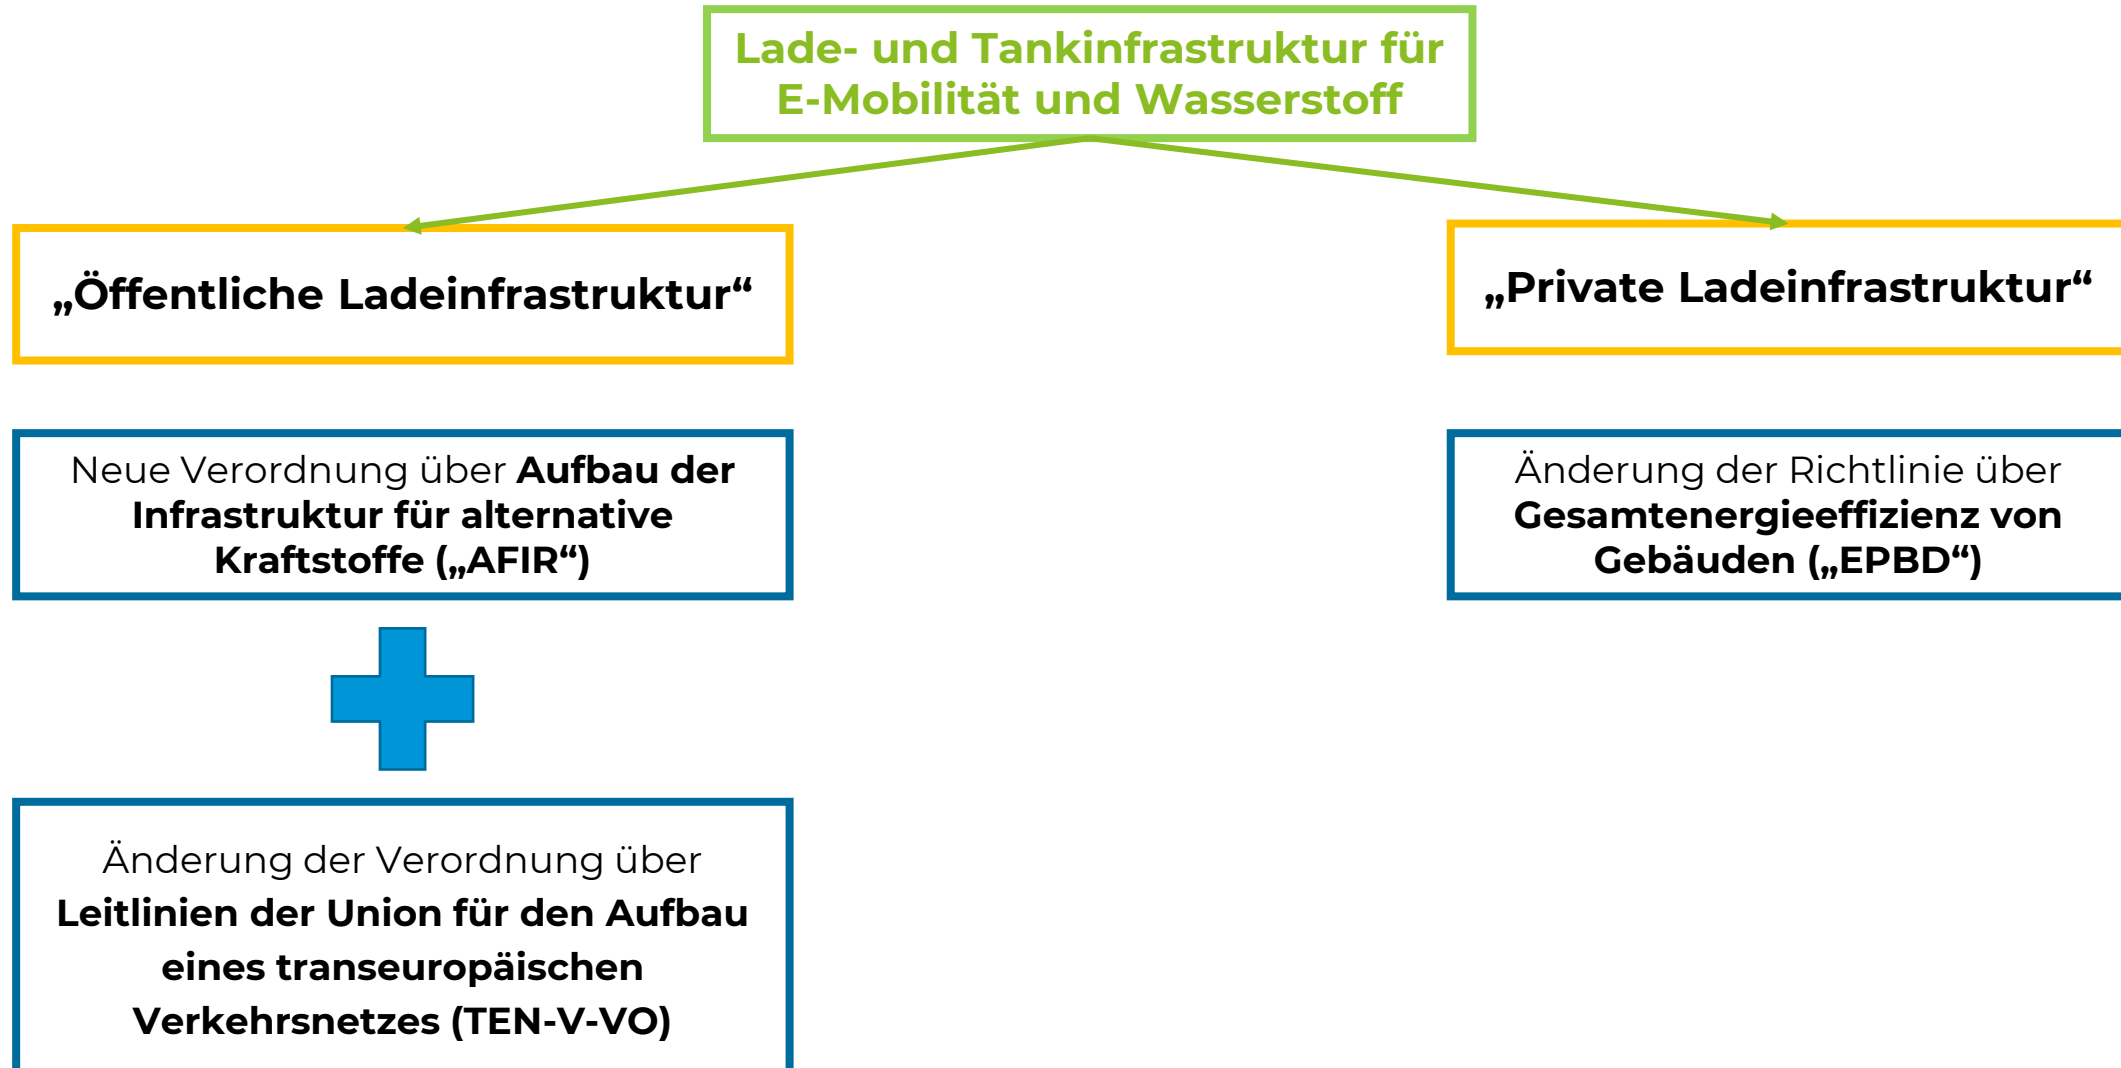 Lade- und Tankinfrastruktur für
E-Mobilität und Wasserstoff
„Öffentliche Ladeinfrastruktur“
„Private Ladeinfrastruktur“
Neue Verordnung über Aufbau der
Infrastruktur für alternative
Kraftstoffe („AFIR“)
Änderung der Richtlinie über
Gesamtenergieeffizienz von
Gebäuden („EPBD“)
Änderung der Verordnung über
Leitlinien der Union für den Aufbau
eines transeuropäischen
Verkehrsnetzes (TEN-V-VO)